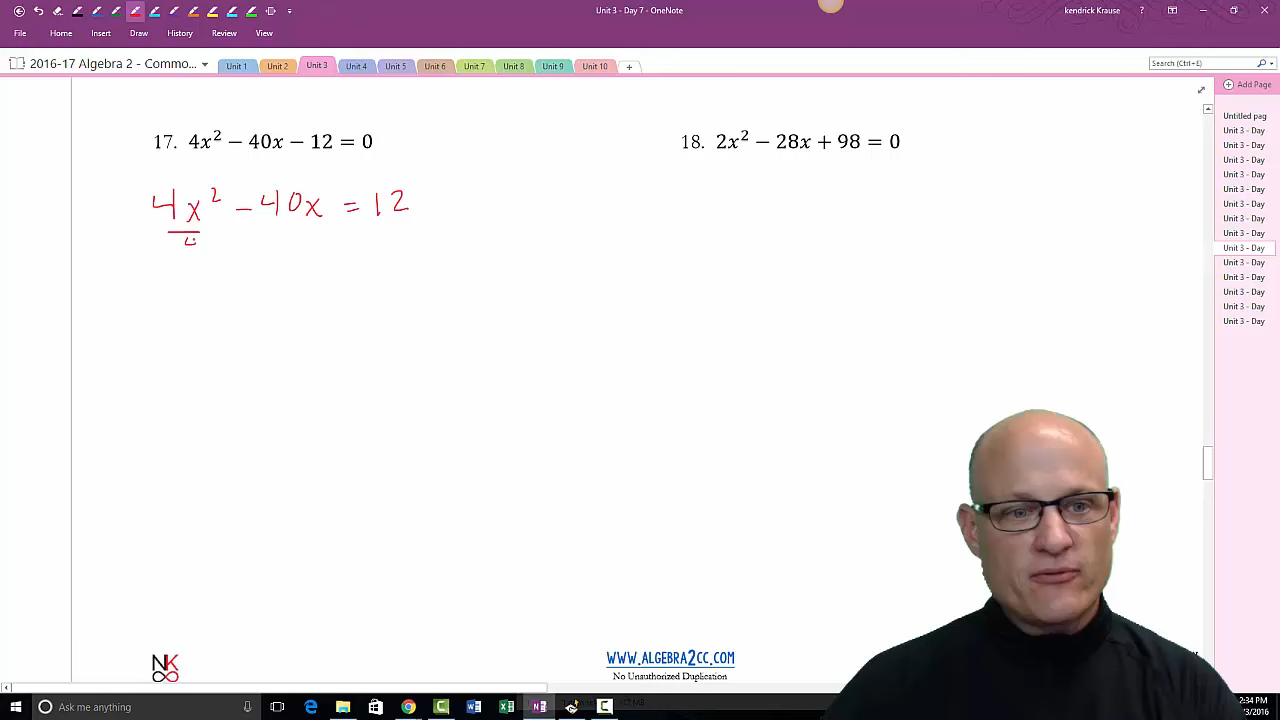 Unit 3 - Day 7 - OneNote
kendrick Krause
File Home Insert Draw History Review View
2016-17 Algebra 2 - Commo...
Unit 1 Unit 2 Unit 3 Unit 4 Unit 5 Unit 6 Unit 7 Unit 8 Unit 9 Unit 10
Search (Ctrl+E)
Add Page
Untitled pag
Unit 3 - Day
Unit 3 - Day
Unit 3 - Day
Unit 3 - Day
Unit 3 - Day
Unit 3 - Day
Unit 3 - Day
Unit 3 - Day
Unit 3 - Day
Unit 3 - Day
Unit 3 - Day
Unit 3 - Day
Unit 3 - Day
Unit 3 - Day
17. 4x² − 40x − 12 = 0
18. 2x² − 28x + 98 = 0
4x² − 40x = 12
NK
WWW.ALGEBRA2CC.COM
No Unauthorized Duplication
Ask me anything
2:34 PM